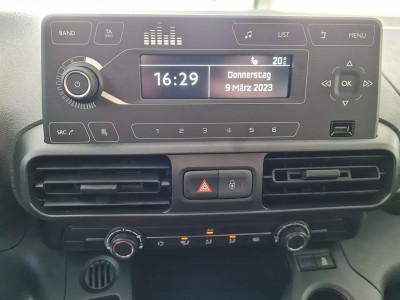 BAND TA LIST MENU
20
16:29 Donnerstag
9 März 2023
OK
SRC
1 2 3 4 5 6